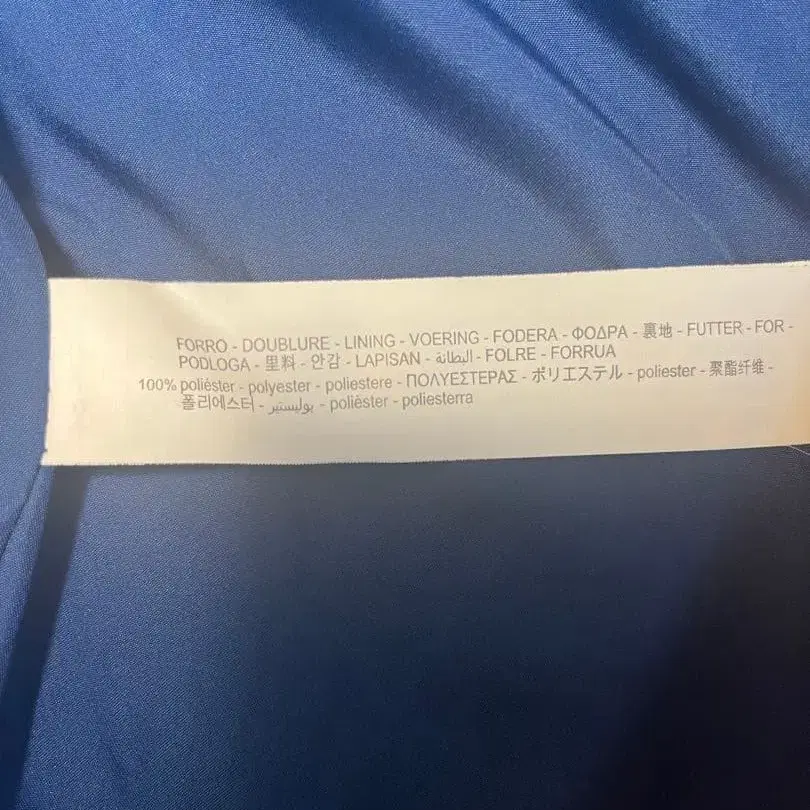 FORRO - DOUBLURE - LINING - VOERING - FODERA - ΦΟΔΡΑ - 裏地 - FUTTER - FOR -
PODLOGA - 里料 - 안감 - LAPISAN - البطانة - FOLRE - FORRUA
100% poliéster - polyester - poliestere - ΠΟΛΥΕΣΤΕΡΑΣ - ポリエステル - poliester - 聚酯纤维 -
폴리에스터 - بوليستير - polièster - poliesterra